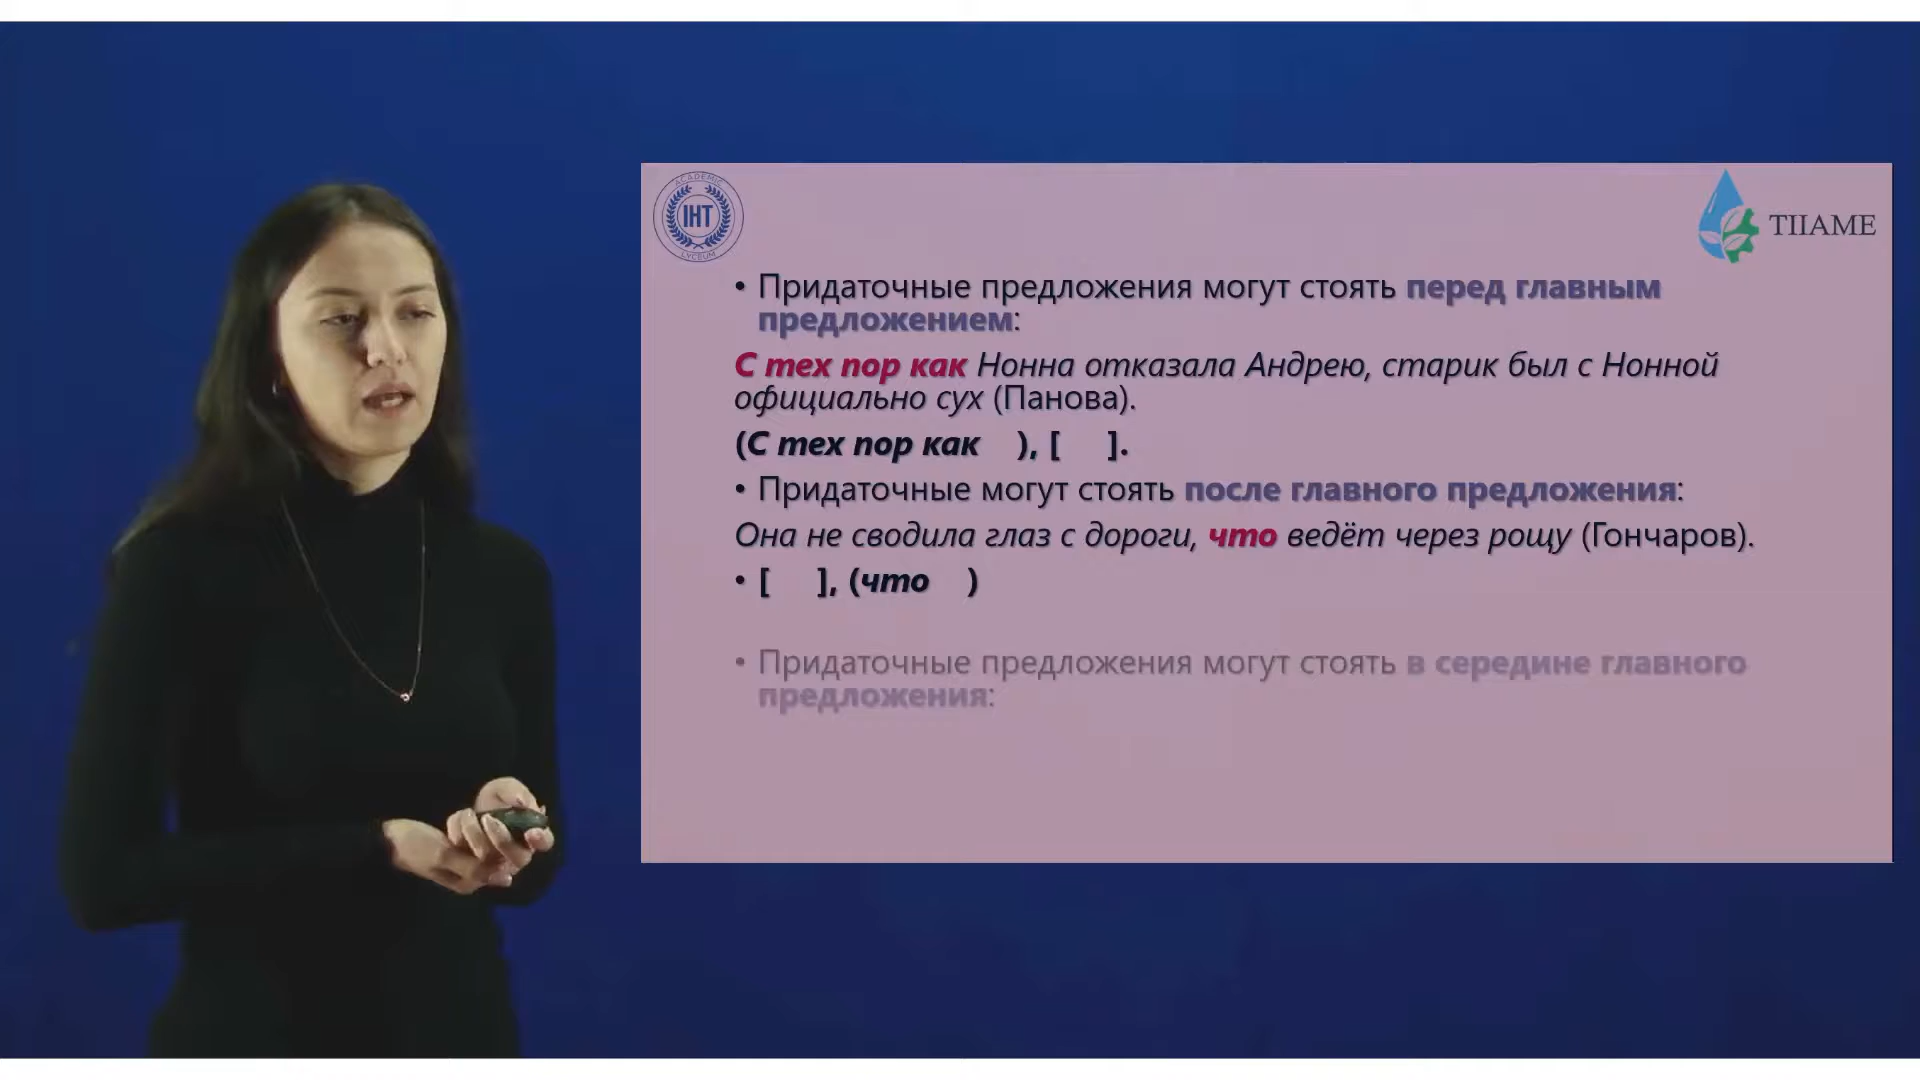 ACADEMIC
IHT
LYCEUM
TIIAME
• Придаточные предложения могут стоять перед главным
предложением:
С тех пор как Нонна отказала Андрею, старик был с Нонной
официально сух (Панова).
(С тех пор как ), [ ].
• Придаточные могут стоять после главного предложения:
Она не сводила глаз с дороги, что ведёт через рощу (Гончаров).
• [ ], (что )
• Придаточные предложения могут стоять в середине главного
предложения: